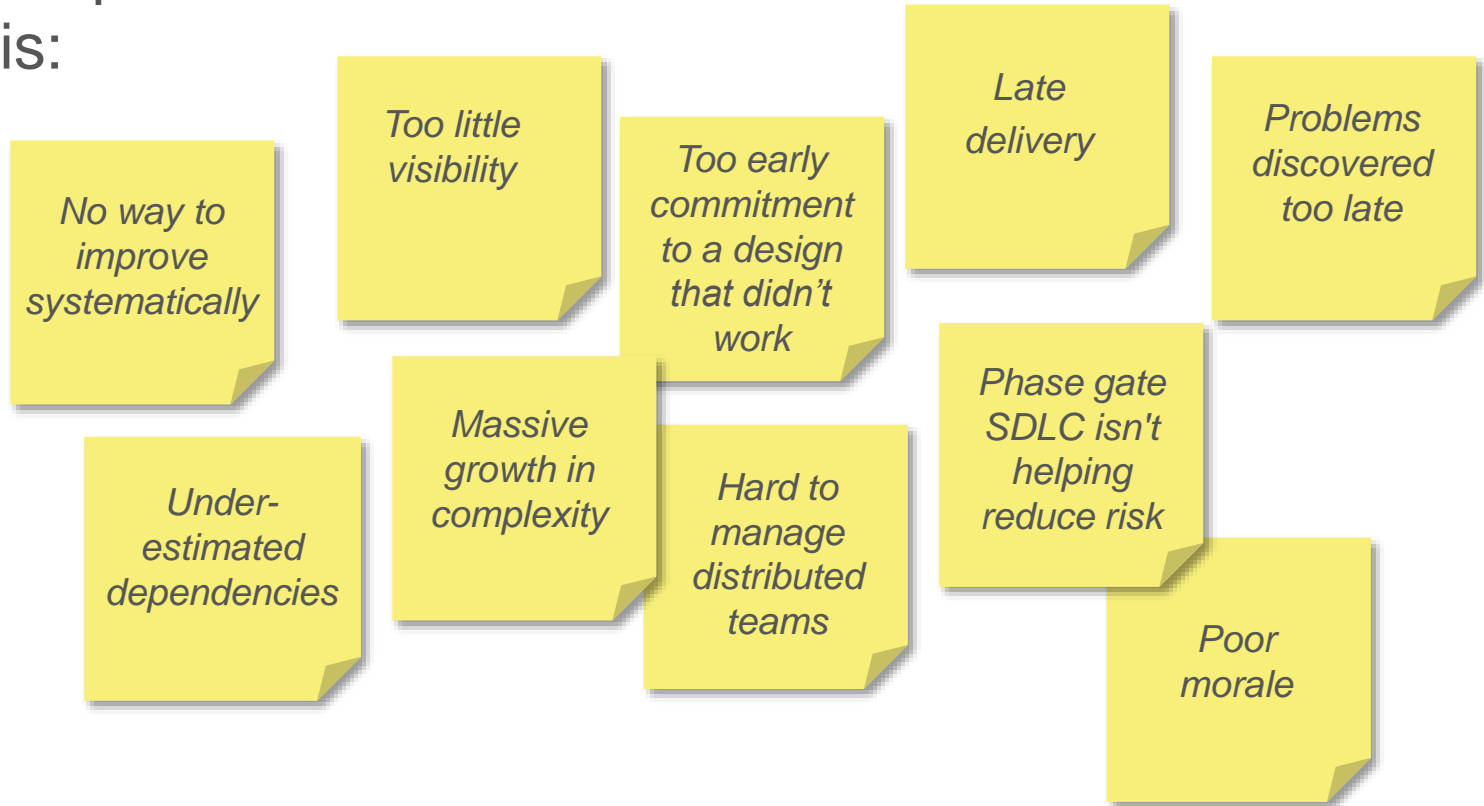 is:
No way to
improve
systematically
Too little
visibility
Too early
commitment
to a design
that didn’t
work
Late
delivery
Problems
discovered
too late
Under-
estimated
dependencies
Massive
growth in
complexity
Hard to
manage
distributed
teams
Phase gate
SDLC isn't
helping
reduce risk
Poor
morale